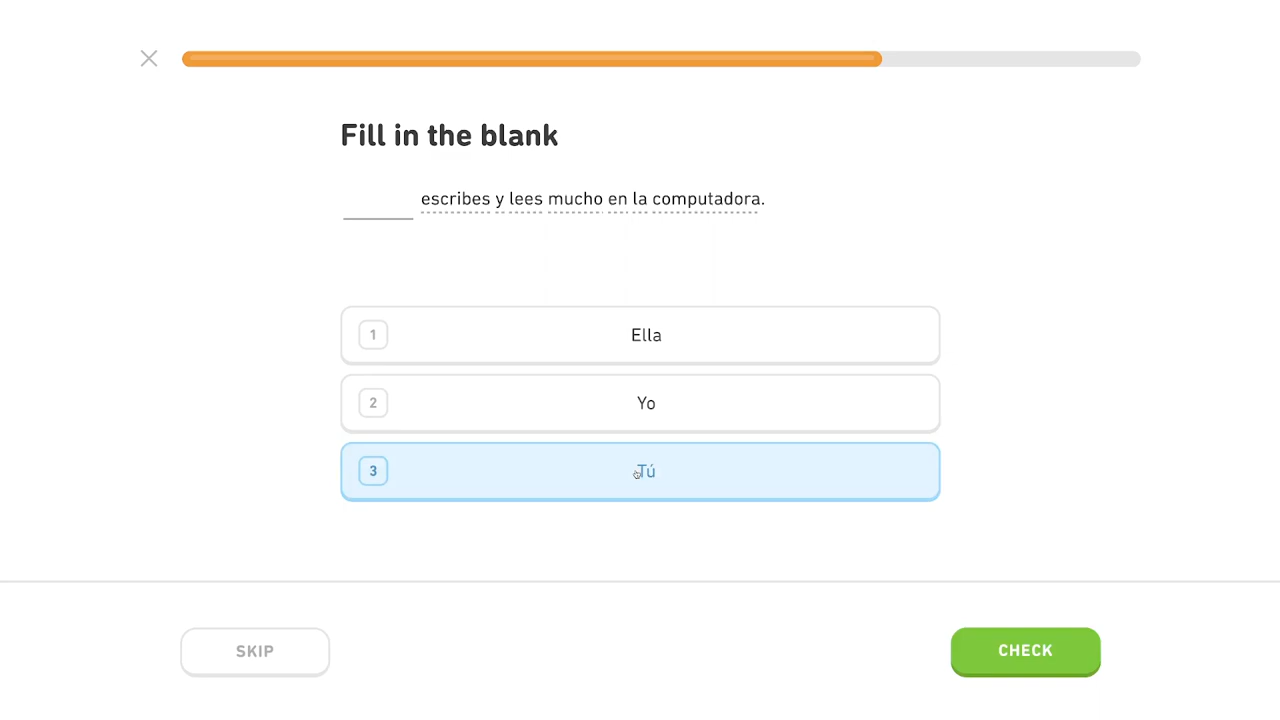 Fill in the blank
escribes y lees mucho en la computadora.
1 Ella
2 Yo
3 Tú
SKIP CHECK